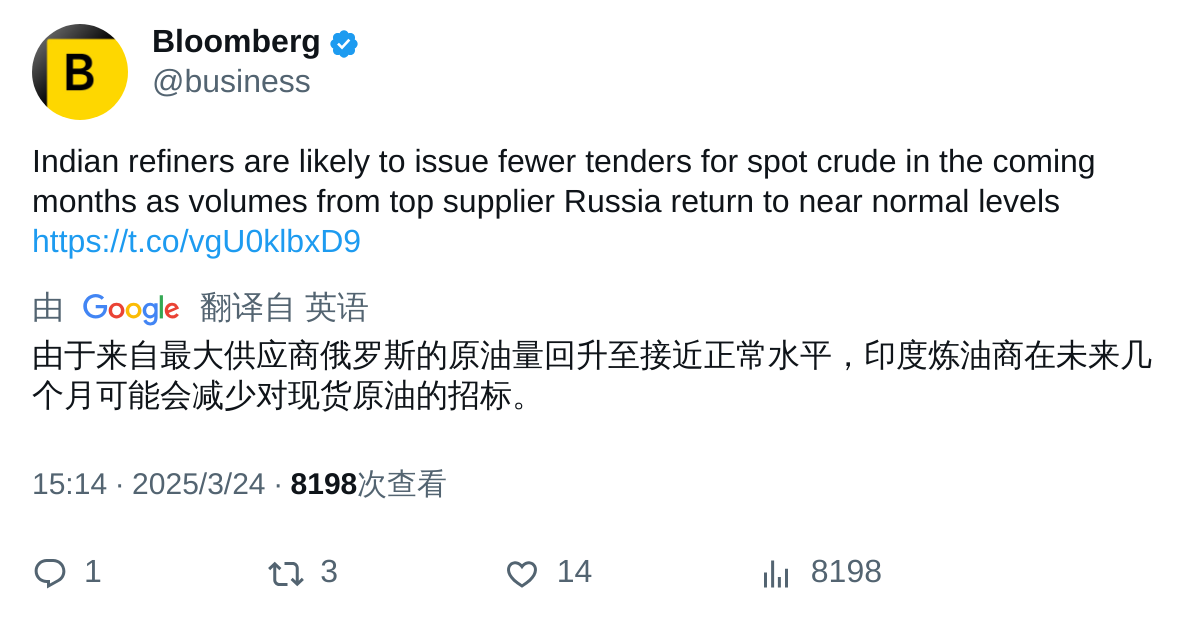 B
Bloomberg
@business
Indian refiners are likely to issue fewer tenders for spot crude in the coming
months as volumes from top supplier Russia return to near normal levels
https://t.co/vgU0klbxD9
由 Google 翻译自 英语
由于来自最大供应商俄罗斯的原油量回升至接近正常水平，印度炼油商在未来几
个月可能会减少对现货原油的招标。
15:14 · 2025/3/24 · 8198次查看
1 3 14 8198